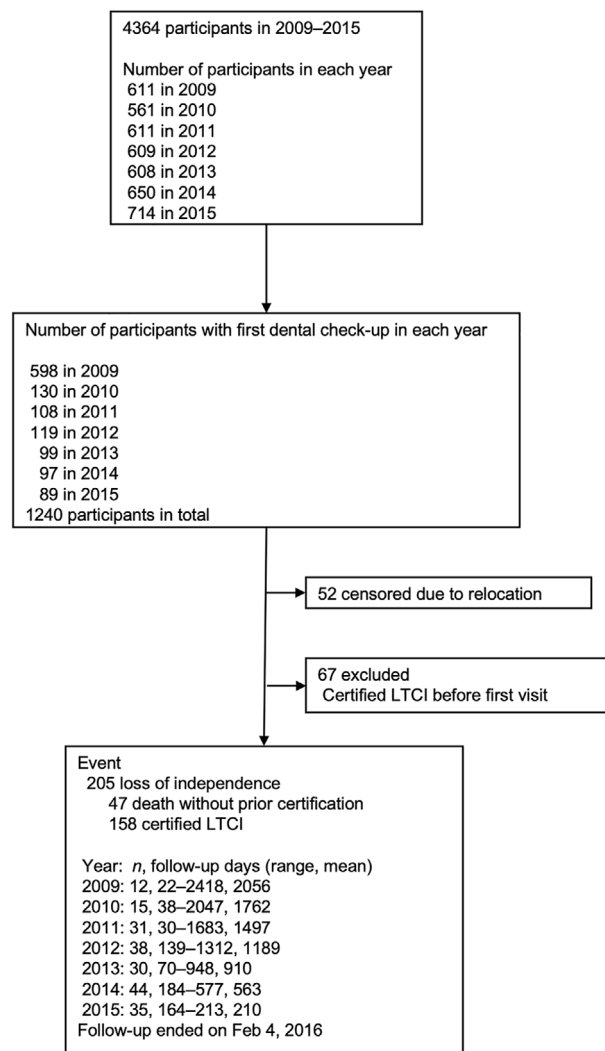 4364 participants in 2009–2015
Number of participants in each year
611 in 2009
561 in 2010
611 in 2011
609 in 2012
608 in 2013
650 in 2014
714 in 2015
Number of participants with first dental check-up in each year
598 in 2009
130 in 2010
108 in 2011
119 in 2012
99 in 2013
97 in 2014
89 in 2015
1240 participants in total
52 censored due to relocation
67 excluded
Certified LTCI before first visit
Event
205 loss of independence
47 death without prior certification
158 certified LTCI
Year: n, follow-up days (range, mean)
2009: 12, 22–2418, 2056
2010: 15, 38–2047, 1762
2011: 31, 30–1683, 1497
2012: 38, 139–1312, 1189
2013: 30, 70–948, 910
2014: 44, 184–577, 563
2015: 35, 164–213, 210
Follow-up ended on Feb 4, 2016